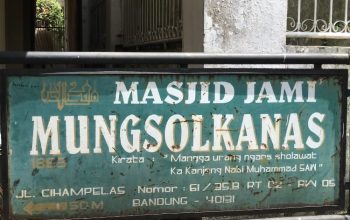 MASJID JAMI
MUNGSOLKANAS
Kirata : "Mangga urang ngaos sholawat
Ka Kanjeng Nabi Muhammad SAW"
JL. CIHAMPELAS Nomor : 61 / 35.B RT 02 - RW 05
BANDUNG - 40131